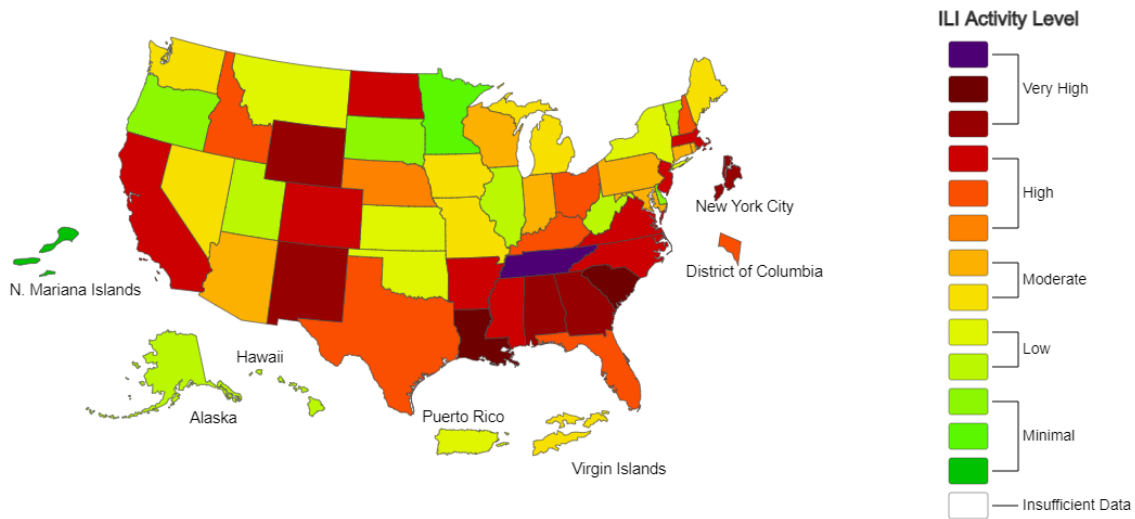 ILI Activity Level
Very High
High
Moderate
Low
Minimal
Insufficient Data
New York City
District of Columbia
N. Mariana Islands
Hawaii
Alaska
Puerto Rico
Virgin Islands